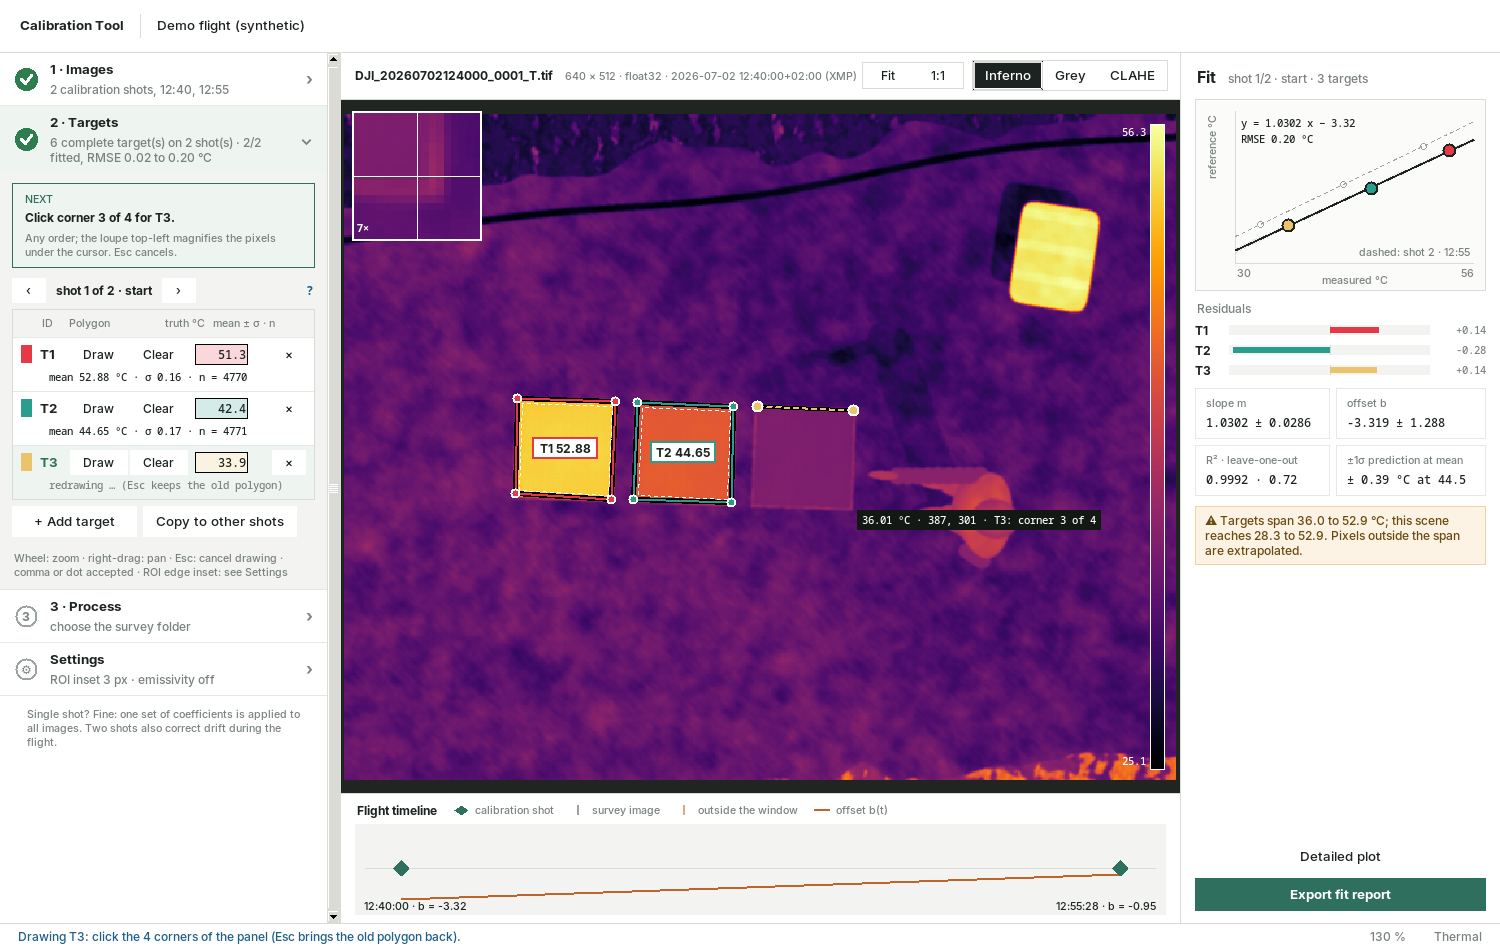 Calibration Tool
Demo flight (synthetic)
1 · Images
2 calibration shots, 12:40, 12:55
2 · Targets
6 complete target(s) on 2 shot(s) · 2/2
fitted, RMSE 0.02 to 0.20 °C
NEXT
Click corner 3 of 4 for T3.
Any order; the loupe top-left magnifies the pixels
under the cursor. Esc cancels.
‹ shot 1 of 2 · start › ?
ID Polygon truth °C mean ± σ · n
T1 Draw Clear 51.3 ×
mean 52.88 °C · σ 0.16 · n = 4770
T2 Draw Clear 42.4 ×
mean 44.65 °C · σ 0.17 · n = 4771
T3 Draw Clear 33.9 ×
redrawing … (Esc keeps the old polygon)
+ Add target
Copy to other shots
Wheel: zoom · right-drag: pan · Esc: cancel drawing ·
comma or dot accepted · ROI edge inset: see Settings
3
3 · Process
choose the survey folder
Settings
ROI inset 3 px · emissivity off
Single shot? Fine: one set of coefficients is applied to
all images. Two shots also correct drift during the
flight.
DJI_20260702124000_0001_T.tif
640 × 512 · float32 · 2026-07-02 12:40:00+02:00 (XMP)
Fit 1:1
Inferno Grey CLAHE
7×
56.3
T1 52.88
T2 44.65
36.01 °C · 387, 301 · T3: corner 3 of 4
25.1
Flight timeline
calibration shot
survey image
outside the window
offset b(t)
12:40:00 · b = -3.32
12:55:28 · b = -0.95
Fit
shot 1/2 · start · 3 targets
reference °C
y = 1.0302 x − 3.32
RMSE 0.20 °C
dashed: shot 2 · 12:55
30
56
measured °C
Residuals
T1 +0.14
T2 -0.28
T3 +0.14
slope m
1.0302 ± 0.0286
offset b
-3.319 ± 1.288
R² · leave-one-out
0.9992 · 0.72
±1σ prediction at mean
± 0.39 °C at 44.5
⚠ Targets span 36.0 to 52.9 °C; this scene
reaches 28.3 to 52.9. Pixels outside the span
are extrapolated.
Detailed plot
Export fit report
Drawing T3: click the 4 corners of the panel (Esc brings the old polygon back).
130 %
Thermal